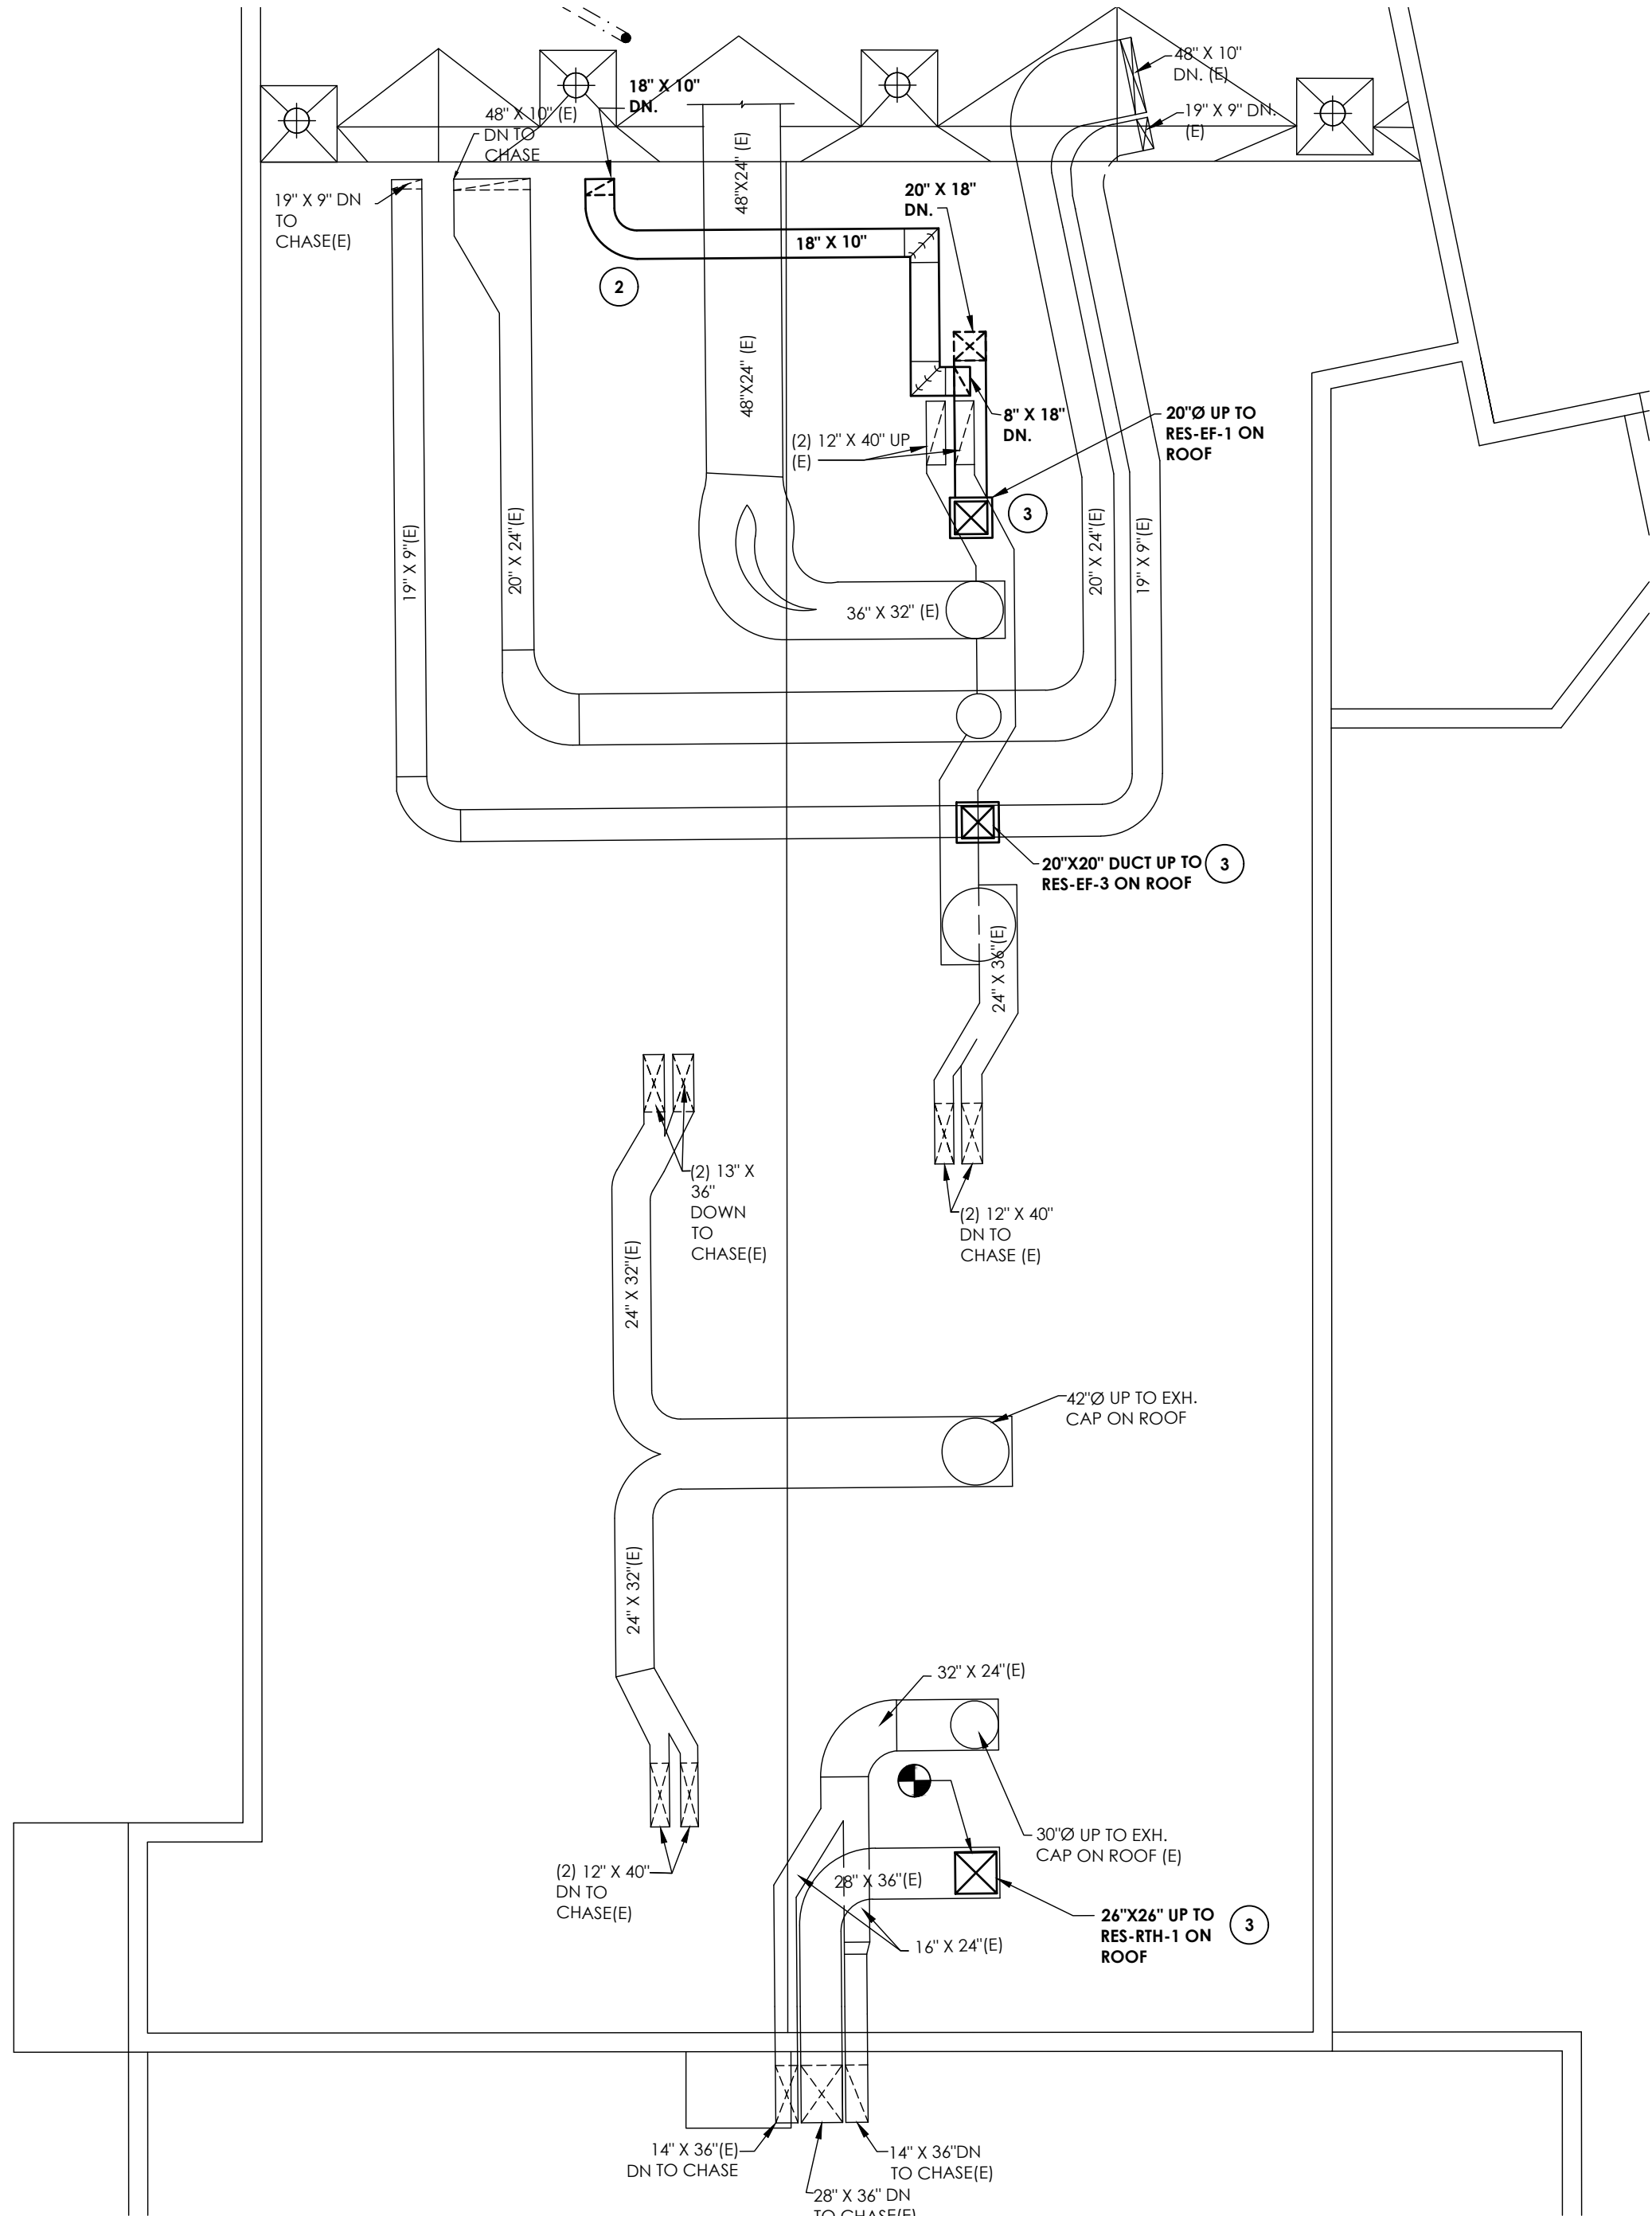 48" X 10"
DN. (E)
18" X 10"
DN.
19" X 9" DN.
(E)
48" X 10" (E)
DN TO
CHASE
48"X24" (E)
19" X 9" DN
TO
CHASE(E)
20" X 18"
DN.
18" X 10"
2
48"X24" (E)
8" X 18"
DN.
20"Ø UP TO
RES-EF-1 ON
ROOF
(2) 12" X 40" UP
(E)
3
19" X 9"(E)
20" X 24"(E)
20" X 24"(E)
19" X 9"(E)
36" X 32" (E)
20"X20" DUCT UP TO
RES-EF-3 ON ROOF
3
24" X 36"(E)
(2) 13" X
36"
DOWN
TO
CHASE(E)
(2) 12" X 40"
DN TO
CHASE (E)
24" X 32"(E)
42"Ø UP TO EXH.
CAP ON ROOF
24" X 32"(E)
32" X 24"(E)
30"Ø UP TO EXH.
CAP ON ROOF (E)
(2) 12" X 40"
DN TO
CHASE(E)
28" X 36"(E)
26"X26" UP TO
RES-RTH-1 ON
ROOF
3
16" X 24"(E)
14" X 36"(E)
DN TO CHASE
14" X 36"DN
TO CHASE(E)
28" X 36" DN
TO CHASE(E)